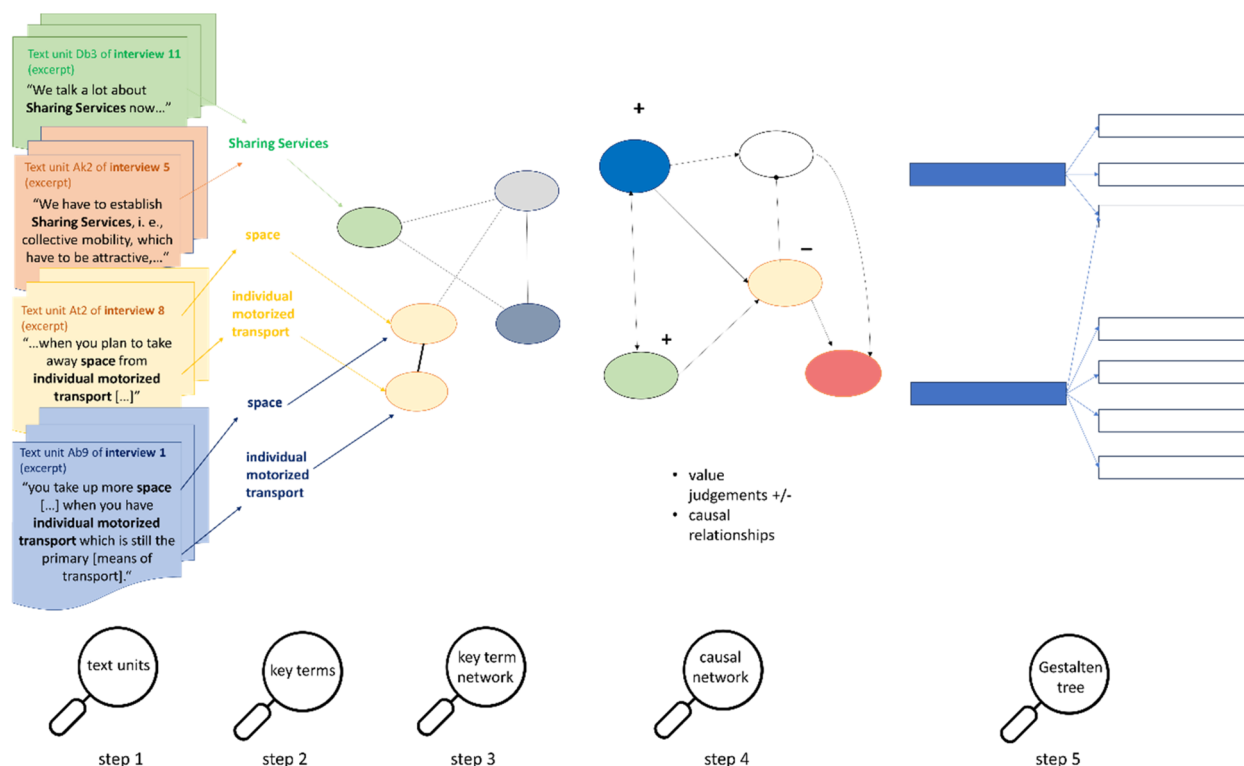 Text unit Db3 of interview 11
(excerpt)
“We talk a lot about
Sharing Services now…”
Text unit Ak2 of interview 5
(excerpt)
“We have to establish
Sharing Services, i. e.,
collective mobility, which
have to be attractive,…”
Text unit At2 of interview 8
(excerpt)
“…when you plan to take
away space from
individual motorized
transport […]”
Text unit Ab9 of interview 1
(excerpt)
“you take up more space
[…] when you have
individual motorized
transport which is still the
primary [means of
transport].“
Sharing Services
space
individual
motorized
transport
space
individual
motorized
transport
+
–
+
• value
judgements +/-
• causal
relationships
text units
key terms
key term
network
causal
network
Gestalten
tree
step 1
step 2
step 3
step 4
step 5